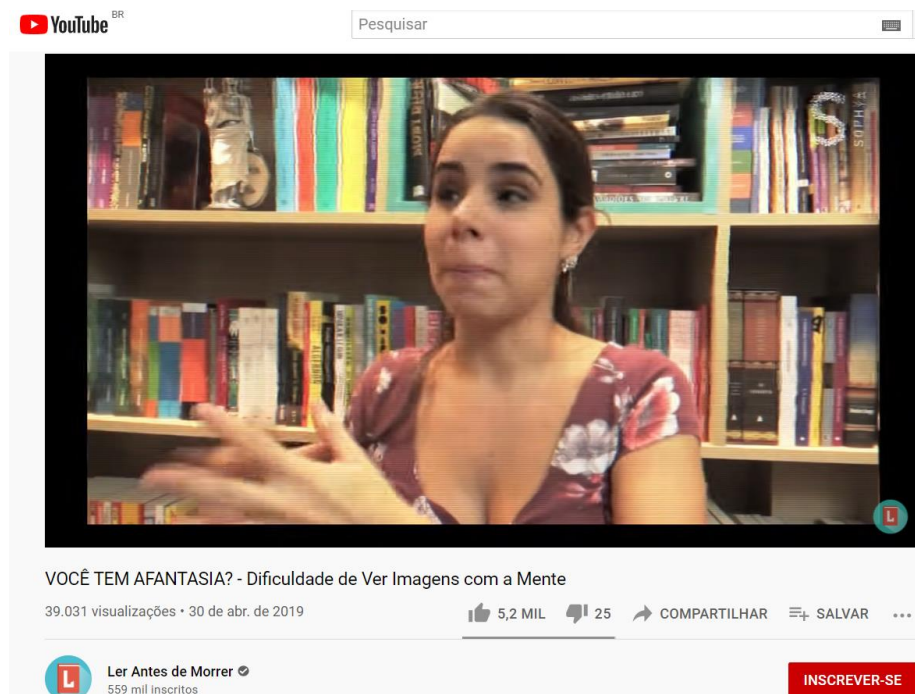 YouTube BR
Pesquisar
SOPHYA
L
VOCÊ TEM AFANTASIA? - Dificuldade de Ver Imagens com a Mente
39.031 visualizações • 30 de abr. de 2019
5,2 MIL 25 COMPARTILHAR SALVAR ...
L
Ler Antes de Morrer
559 mil inscritos
INSCREVER-SE